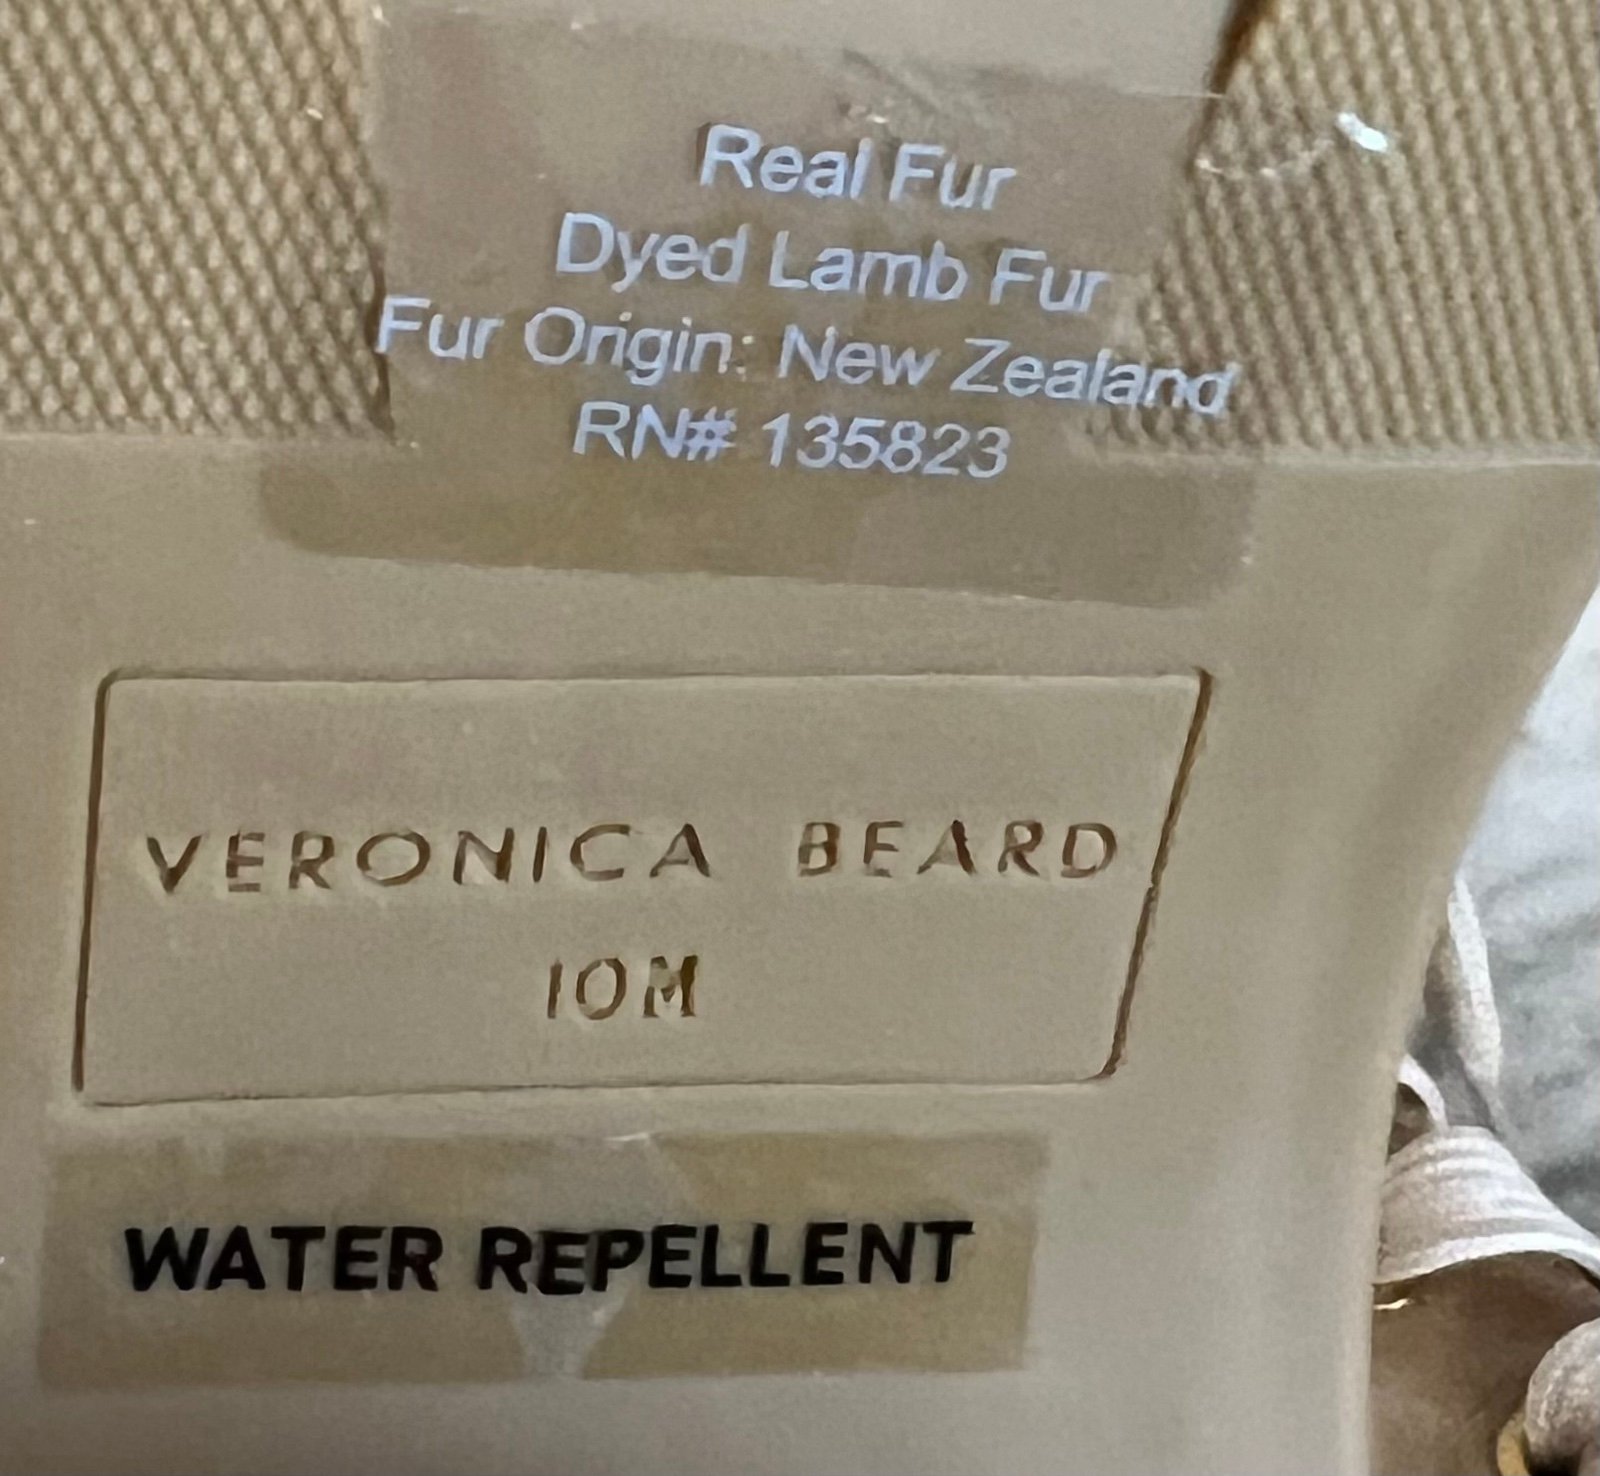 Real Fur
Dyed Lamb Fur
Fur Origin: New Zealand
RN# 135823
VERONICA BEARD
10M
WATER REPELLENT